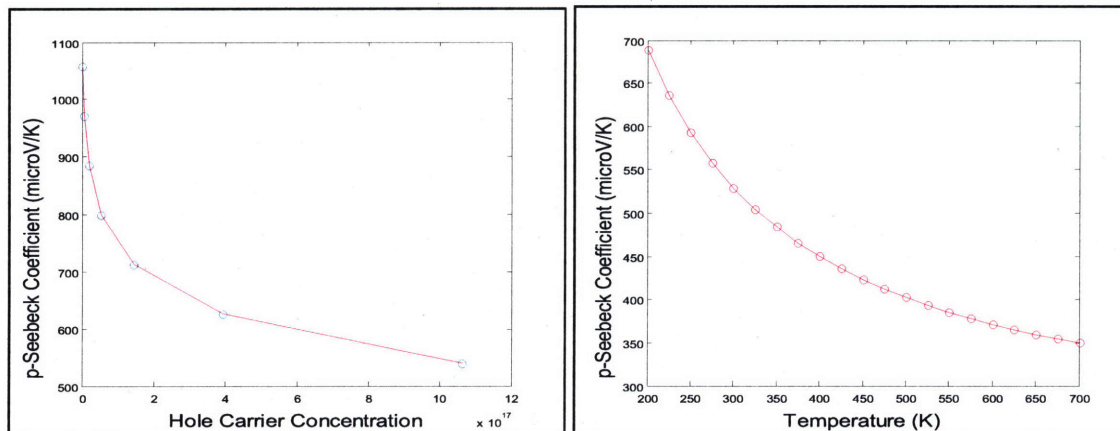 1100
1000
900
800
700
600
500
p-Seebeck Coefficient (microV/K)
0 2 4 6 8 10 12
x 10 17
Hole Carrier Concentration
700
650
600
550
500
450
400
350
300
p-Seebeck Coefficient (microV/K)
200 250 300 350 400 450 500 550 600 650 700
Temperature (K)